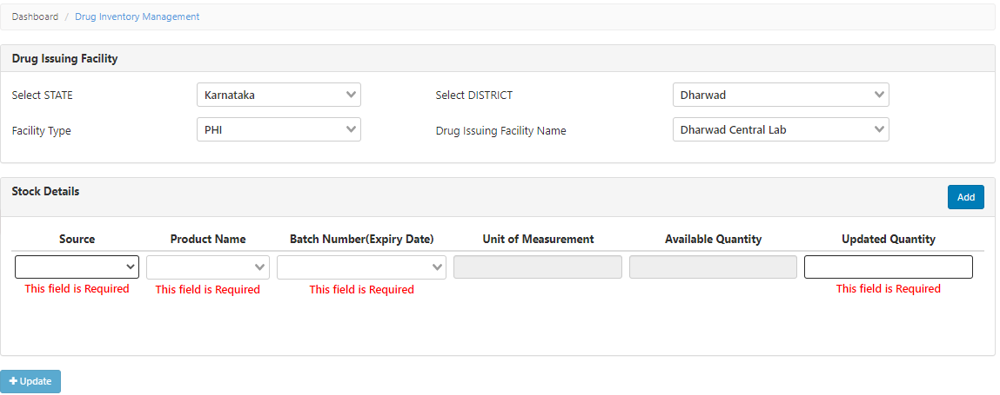 Dashboard / Drug Inventory Management
Drug Issuing Facility
Select STATE Karnataka Select DISTRICT Dharwad
Facility Type PHI Drug Issuing Facility Name Dharwad Central Lab
Stock Details Add
Source Product Name Batch Number(Expiry Date) Unit of Measurement Available Quantity Updated Quantity
This field is Required This field is Required This field is Required This field is Required
+ Update